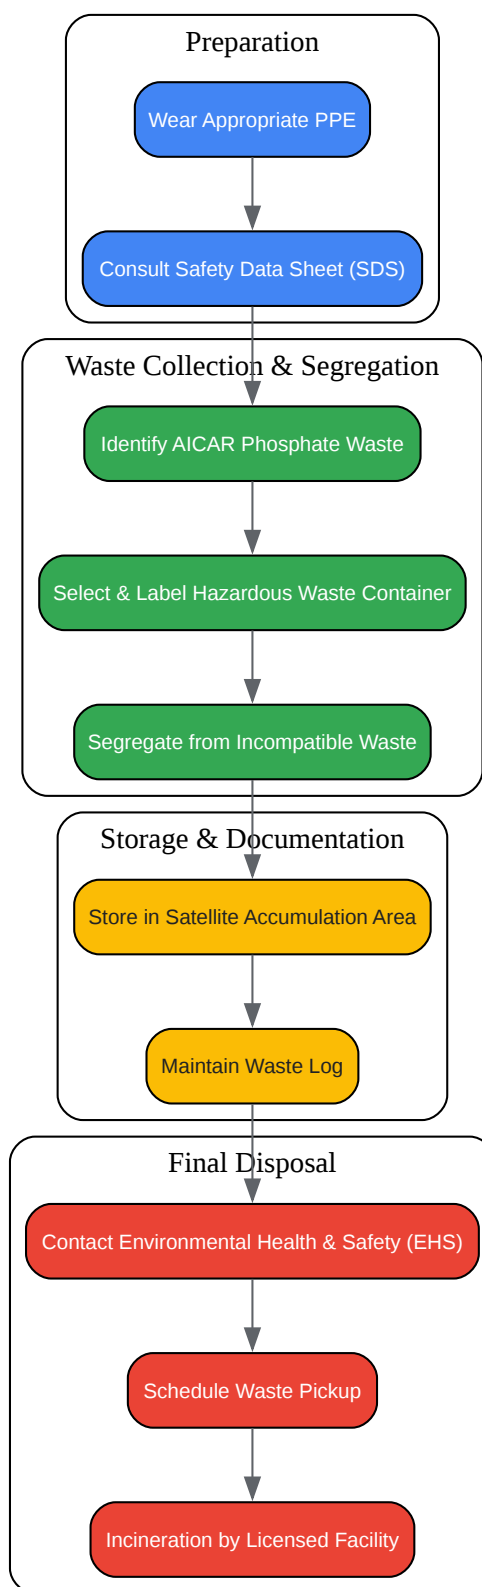 Preparation
Wear Appropriate PPE
Consult Safety Data Sheet (SDS)
Waste Collection & Segregation
Identify AICAR Phosphate Waste
Select & Label Hazardous Waste Container
Segregate from Incompatible Waste
Storage & Documentation
Store in Satellite Accumulation Area
Maintain Waste Log
Final Disposal
Contact Environmental Health & Safety (EHS)
Schedule Waste Pickup
Incineration by Licensed Facility